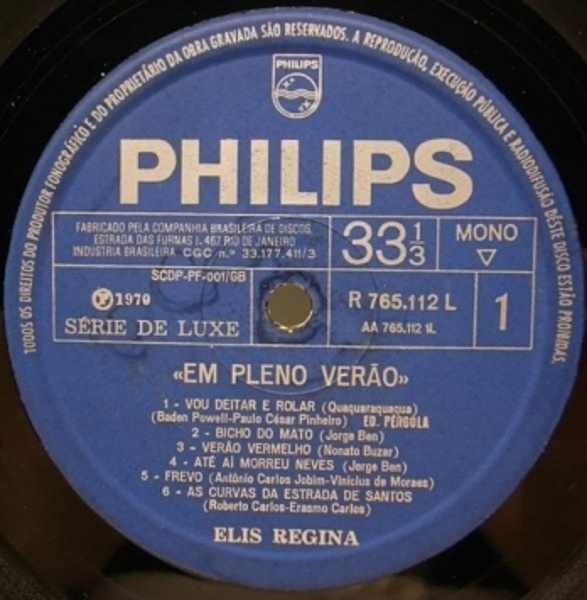 TODOS OS DIREITOS DO PRODUTOR FONOGRÁFICO E DO PROPRIETÁRIO DA OBRA GRAVADA SÃO RESERVADOS. A REPRODUÇÃO, EXECUÇÃO PÚBLICA E RADIODIFUSÃO DÊSTE DISCO ESTÃO PROIBIDAS.
PHILIPS
PHILIPS
FABRICADO PELA COMPANHIA BRASILEIRA DE DISCOS
ESTRADA DAS FURNAS I. 457 RIO DE JANEIRO
INDÚSTRIA BRASILEIRA CGC n.º 33.177.411/3
33 1/3
MONO
▽
SCDP-PF-001/GB
Ⓟ 1970
SÉRIE DE LUXE
R 765.112 L
AA 765.112 1L
1
«EM PLENO VERÃO»
1 - VOU DEITAR E ROLAR (Quaquaraquaqua)
(Baden Powell-Paulo César Pinheiro) ED. PÉRGOLA
2 - BICHO DO MATO (Jorge Ben)
3 - VERÃO VERMELHO (Nonato Buzar)
4 - ATÉ AÍ MORREU NEVES (Jorge Ben)
5 - FREVO (Antônio Carlos Jobim-Vinicius de Moraes)
6 - AS CURVAS DA ESTRADA DE SANTOS
(Roberto Carlos-Erasmo Carlos)
ELIS REGINA